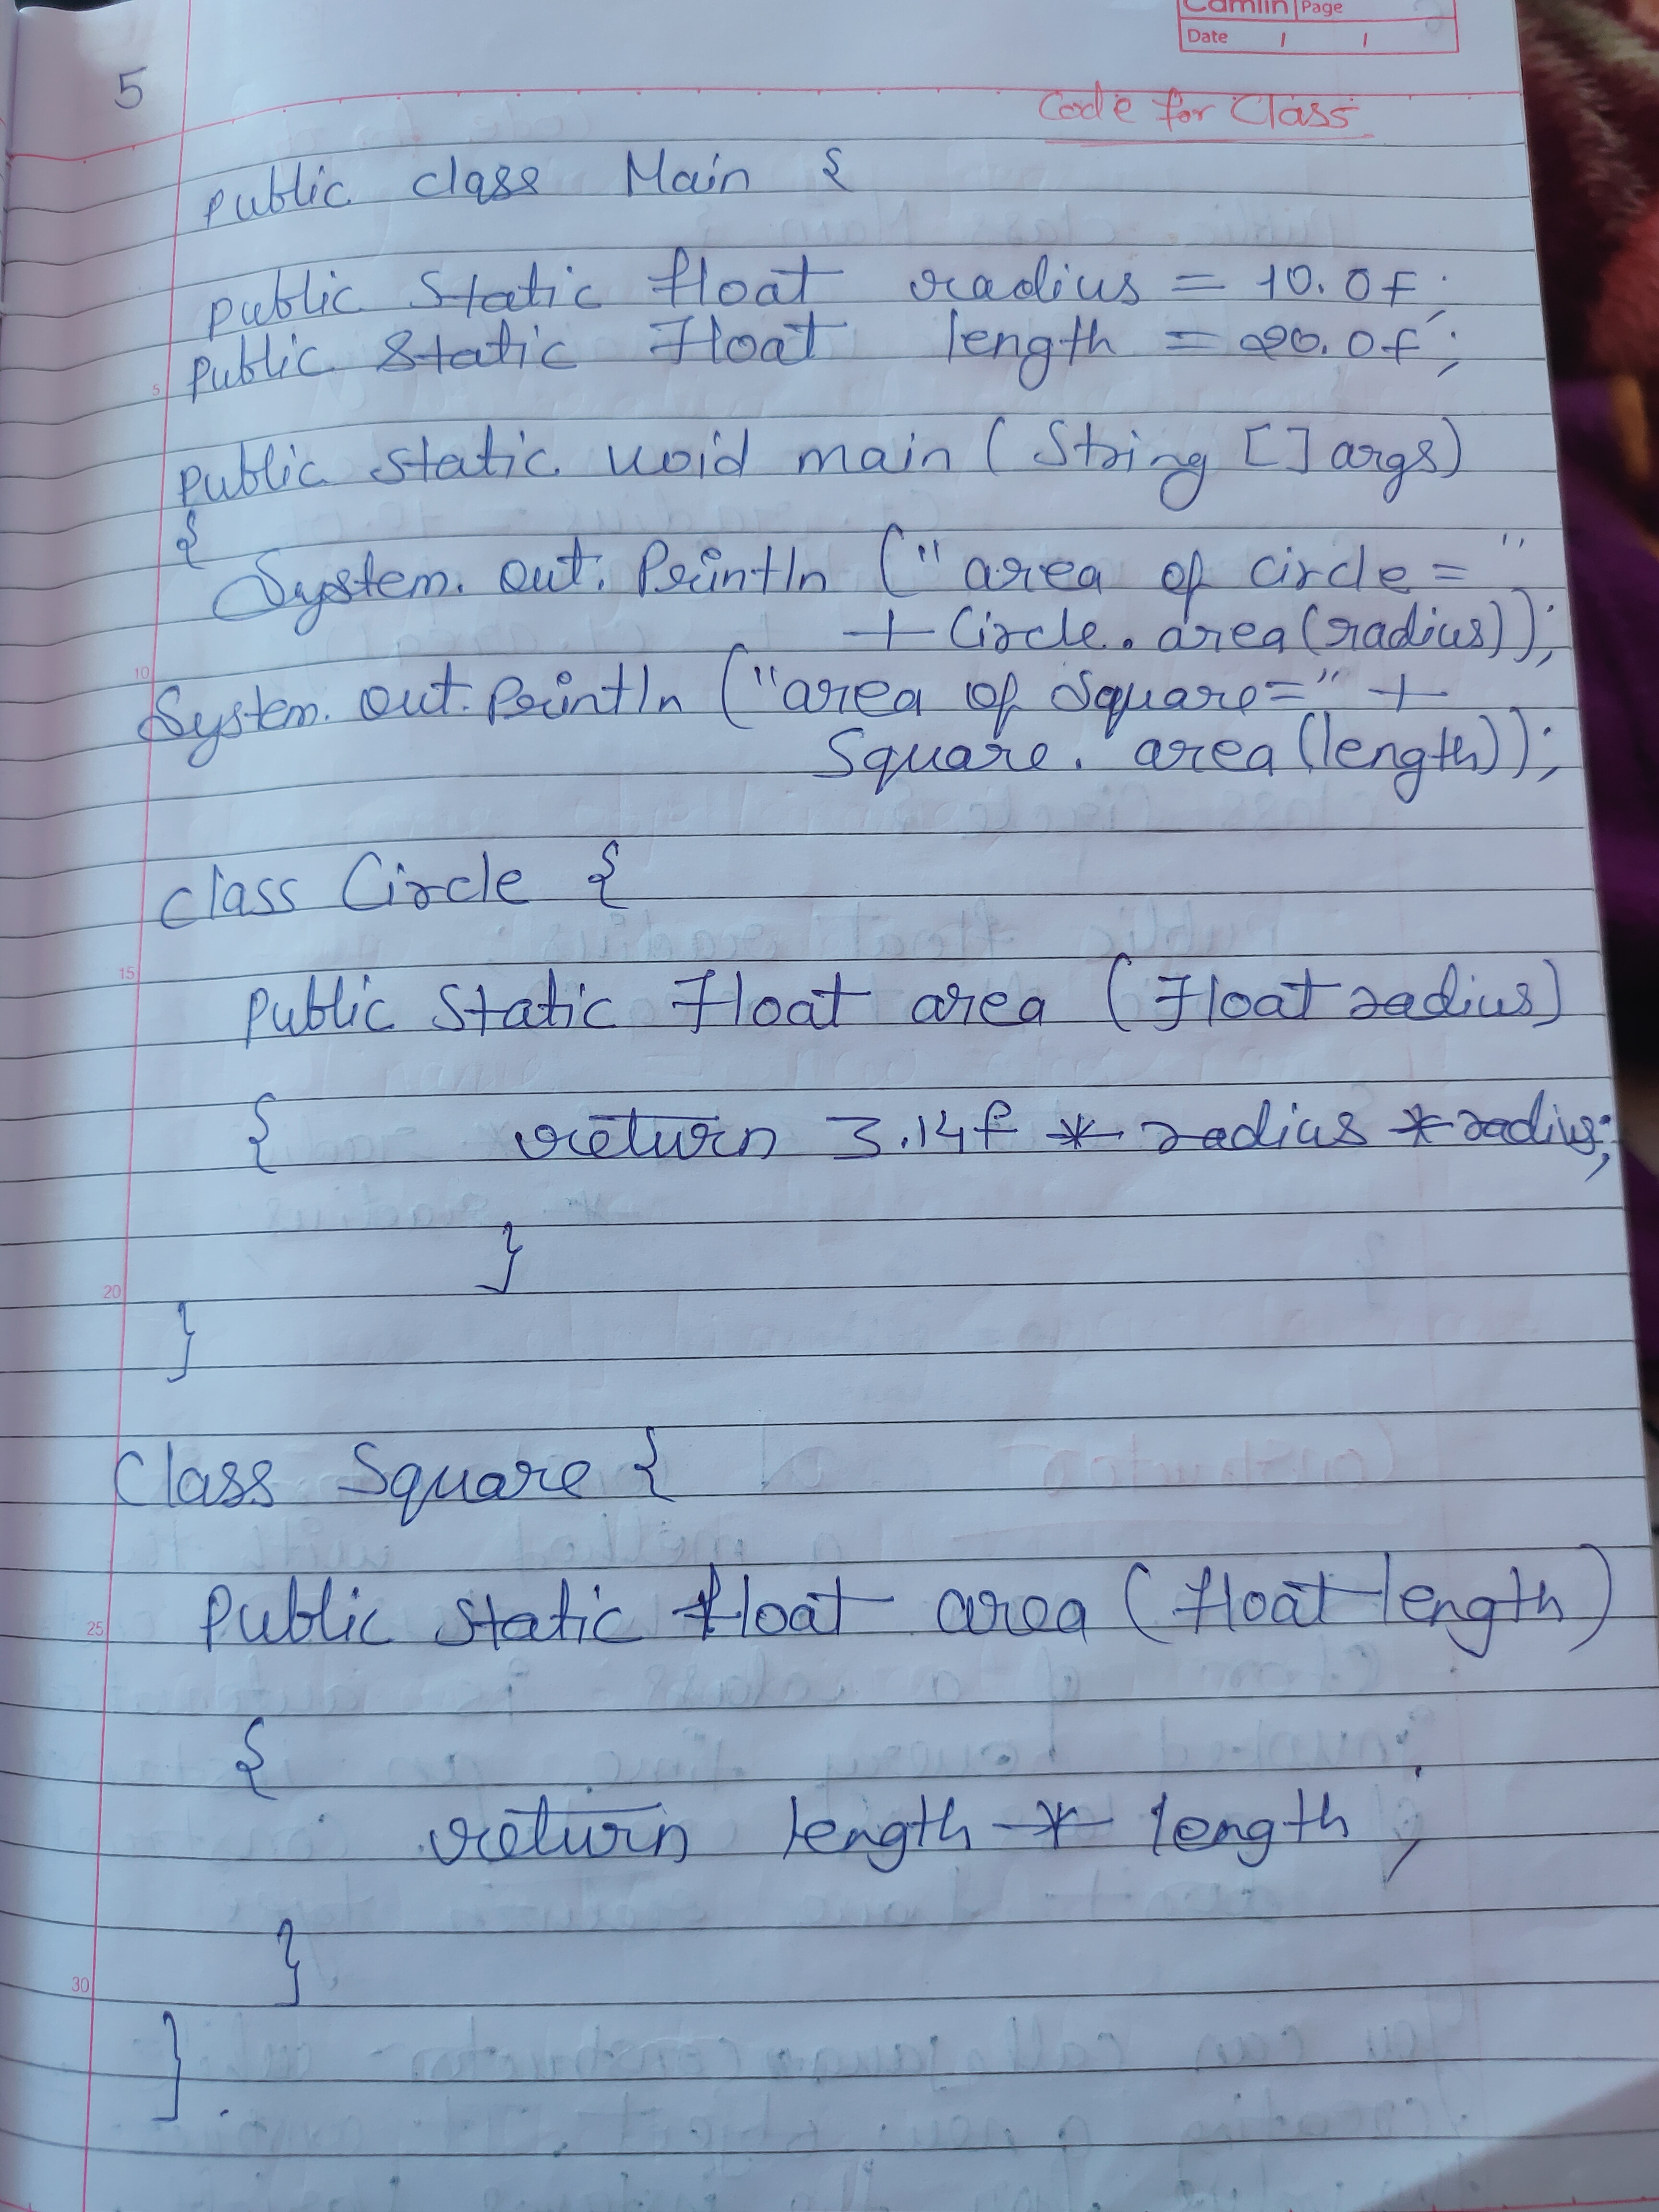 Camlin Page
Date / /
5
Code for Class
public class Main {
public static float radius = 10.0f;
public static float length = 20.0f;
public static void main (String [] args)
{
System. out. Println ("area of circle = "
+ Circle. area (radius));
System. out. Println ("area of Square=" +
Square. area (length));
class Circle {
public static float area (float radius)
{ return 3.14f * radius * radius;
}
}
Class Square {
Public static float area (float length)
{
return length * length ;
}
}
5
10
15
20
25
30